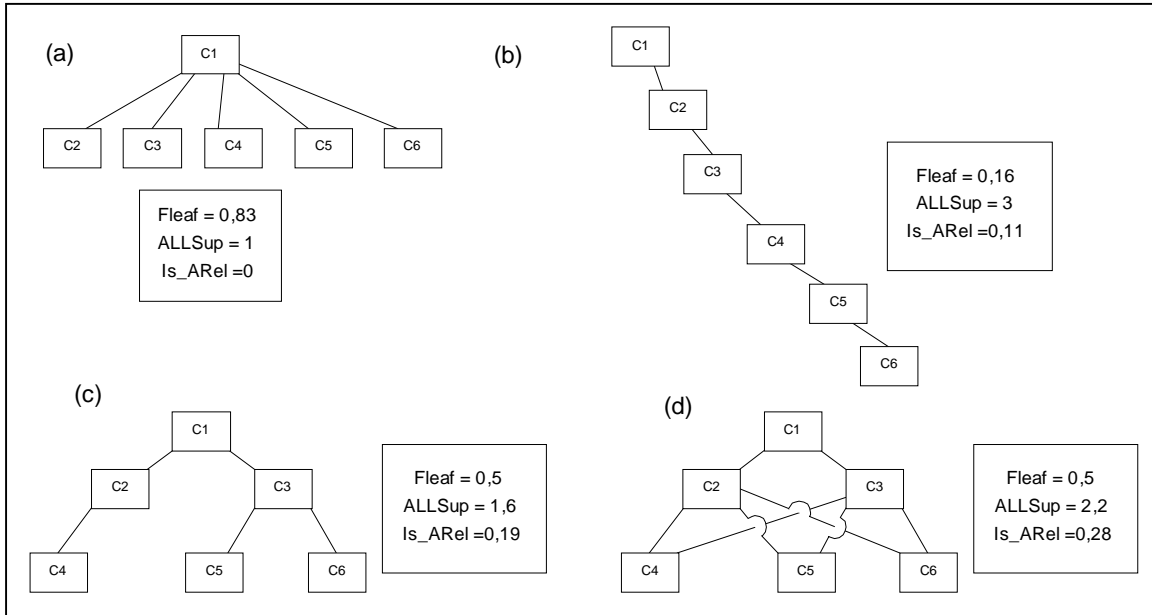 (a)
C1
C2 C3 C4 C5 C6
Fleaf = 0,83
ALLSup = 1
Is_ARel =0
(b)
C1
C2
C3
C4
C5
C6
Fleaf = 0,16
ALLSup = 3
Is_ARel =0,11
(c)
C1
C2 C3
C4 C5 C6
Fleaf = 0,5
ALLSup = 1,6
Is_ARel =0,19
(d)
C1
C2 C3
C4 C5 C6
Fleaf = 0,5
ALLSup = 2,2
Is_ARel =0,28